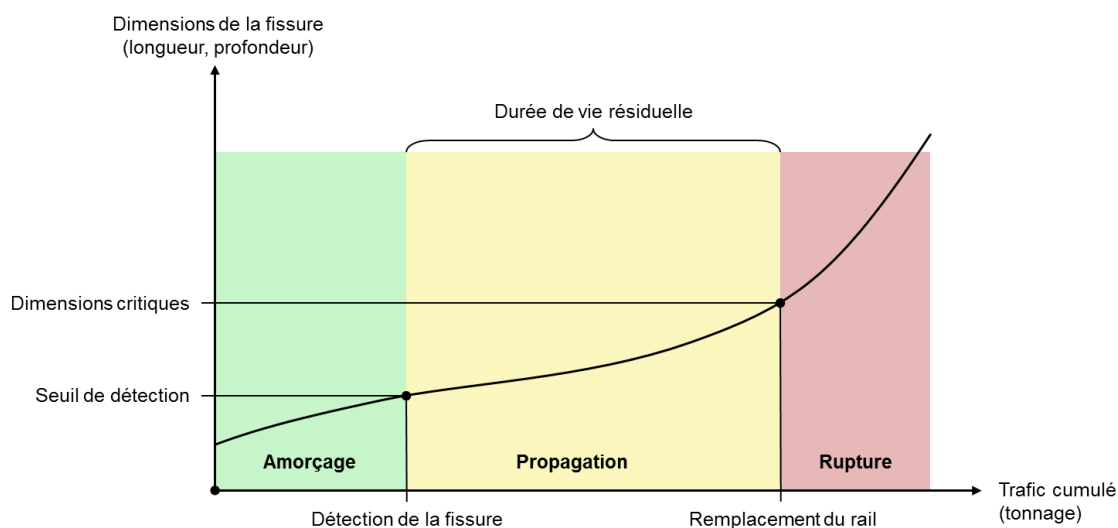 Dimensions de la fissure
(longueur, profondeur)
Durée de vie résiduelle
Dimensions critiques
Seuil de détection
Amorçage
Propagation
Rupture
Trafic cumulé
(tonnage)
Détection de la fissure
Remplacement du rail